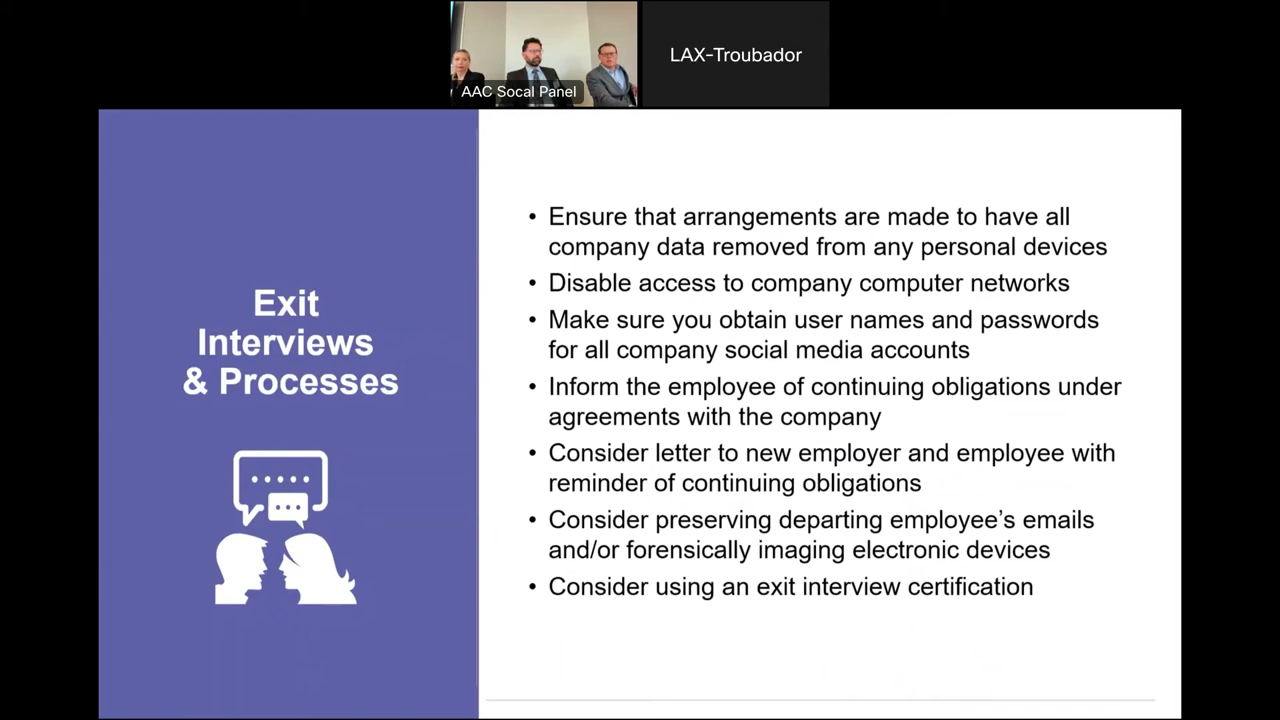 LAX-Troubador
AAC Socal Panel
Exit
Interviews
& Processes
• Ensure that arrangements are made to have all
company data removed from any personal devices
• Disable access to company computer networks
• Make sure you obtain user names and passwords
for all company social media accounts
• Inform the employee of continuing obligations under
agreements with the company
• Consider letter to new employer and employee with
reminder of continuing obligations
• Consider preserving departing employee’s emails
and/or forensically imaging electronic devices
• Consider using an exit interview certification